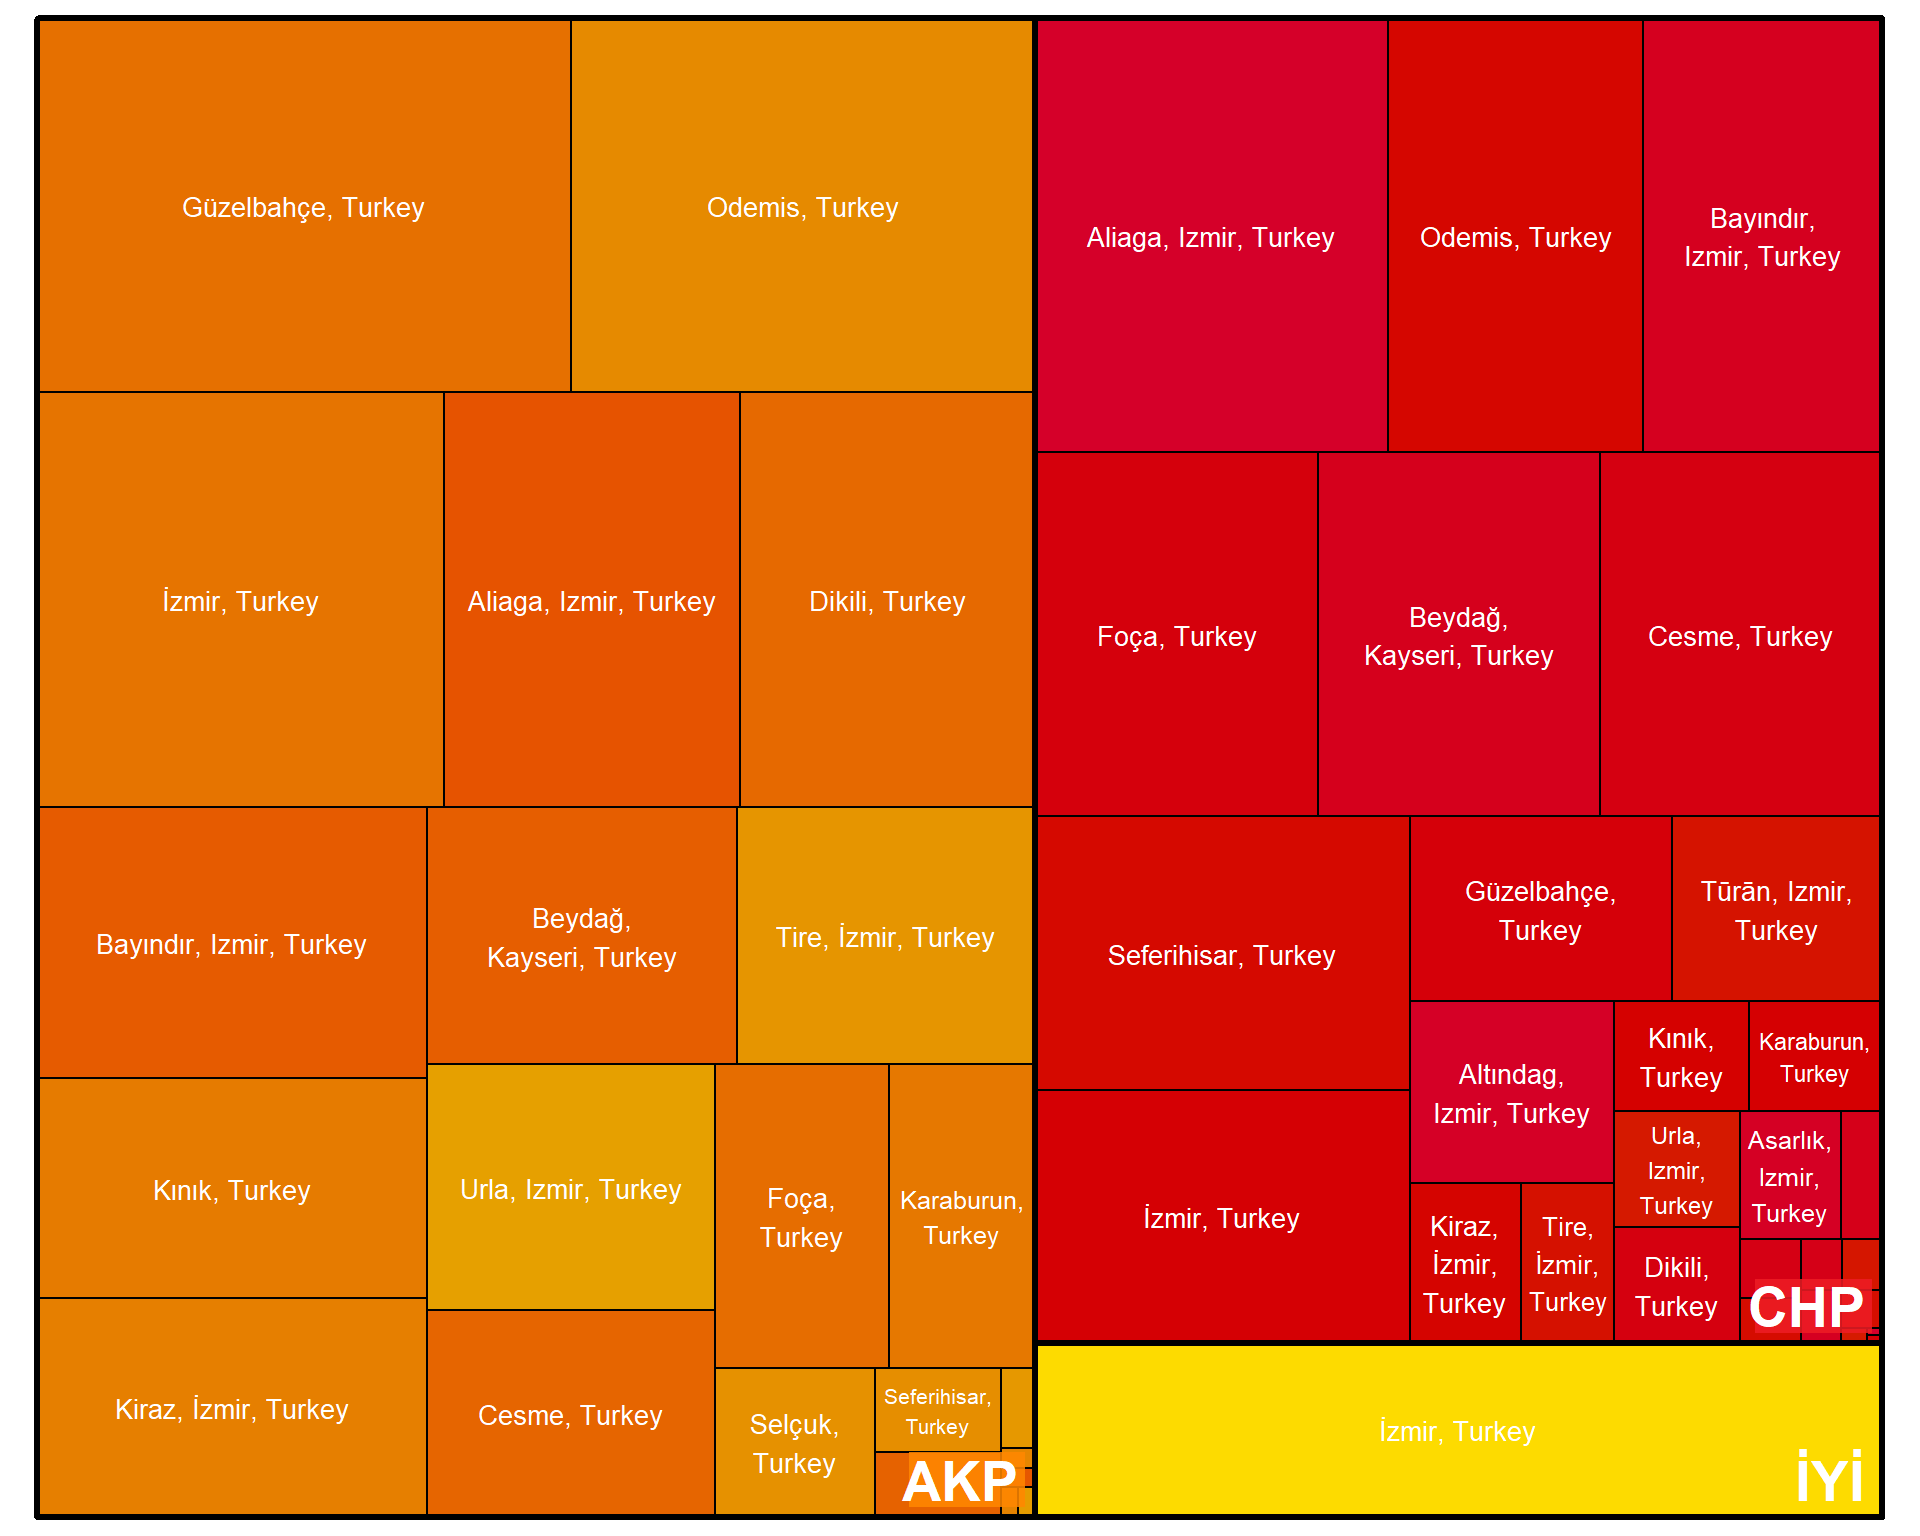 Güzelbahçe, Turkey
Odemis, Turkey
İzmir, Turkey
Aliaga, Izmir, Turkey
Dikili, Turkey
Bayındır, Izmir, Turkey
Beydağ,
Kayseri, Turkey
Tire, İzmir, Turkey
Kınık, Turkey
Urla, Izmir, Turkey
Foça,
Turkey
Karaburun,
Turkey
Kiraz, İzmir, Turkey
Cesme, Turkey
Selçuk,
Turkey
Seferihisar,
Turkey
AKP
Aliaga, Izmir, Turkey
Odemis, Turkey
Bayındır,
Izmir, Turkey
Foça, Turkey
Beydağ,
Kayseri, Turkey
Cesme, Turkey
Seferihisar, Turkey
Güzelbahçe,
Turkey
Tūrān, Izmir,
Turkey
İzmir, Turkey
Altındag,
Izmir, Turkey
Kınık,
Turkey
Karaburun,
Turkey
Urla,
Izmir,
Turkey
Asarlık,
Izmir,
Turkey
Kiraz,
İzmir,
Turkey
Tire,
İzmir,
Turkey
Dikili,
Turkey
CHP
İzmir, Turkey
İYİ